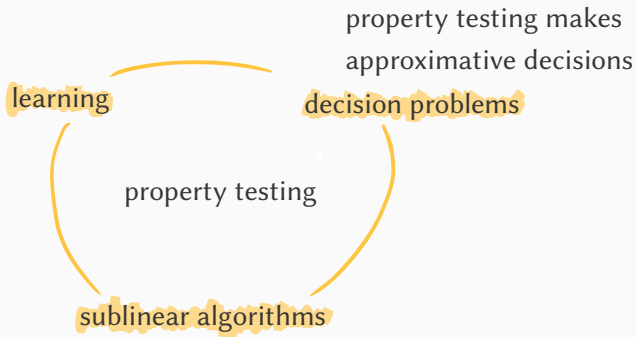 property testing makes
approximative decisions
learning
decision problems
property testing
sublinear algorithms